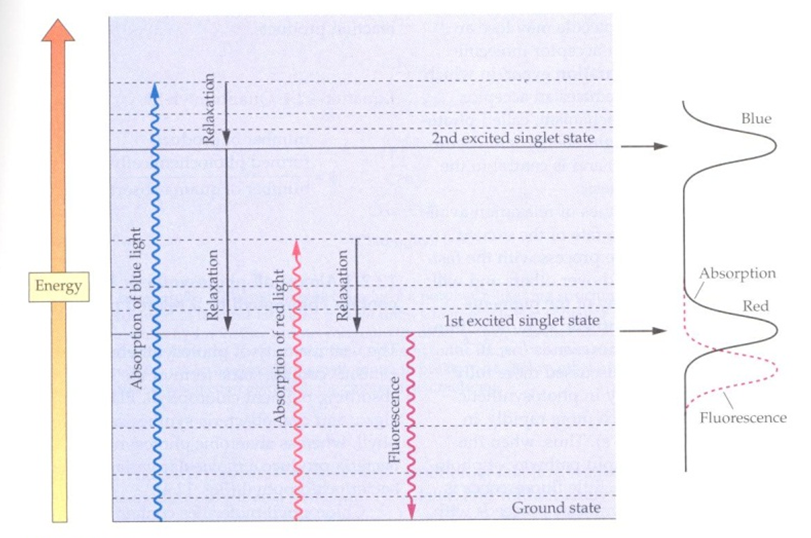 Energy
Absorption of blue light
Relaxation
Relaxation
Absorption of red light
Relaxation
Fluorescence
2nd excited singlet state
1st excited singlet state
Ground state
Blue
Absorption
Red
Fluorescence